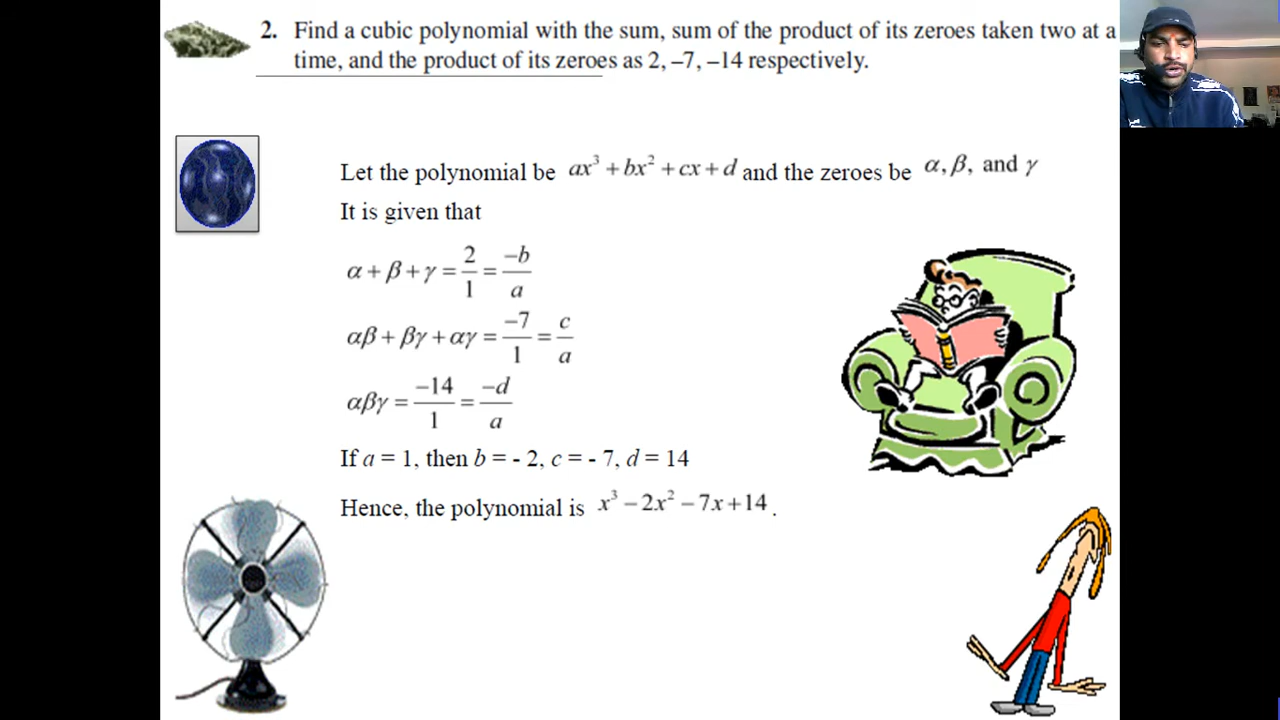 2. Find a cubic polynomial with the sum, sum of the product of its zeroes taken two at a
time, and the product of its zeroes as 2, –7, –14 respectively.
Let the polynomial be ax³ + bx² + cx + d and the zeroes be α, β, and γ
It is given that
α + β + γ = 2/1 = –b/a
αβ + βγ + αγ = –7/1 = c/a
αβγ = –14/1 = –d/a
If a = 1, then b = - 2, c = - 7, d = 14
Hence, the polynomial is x³ – 2x² – 7x + 14 .